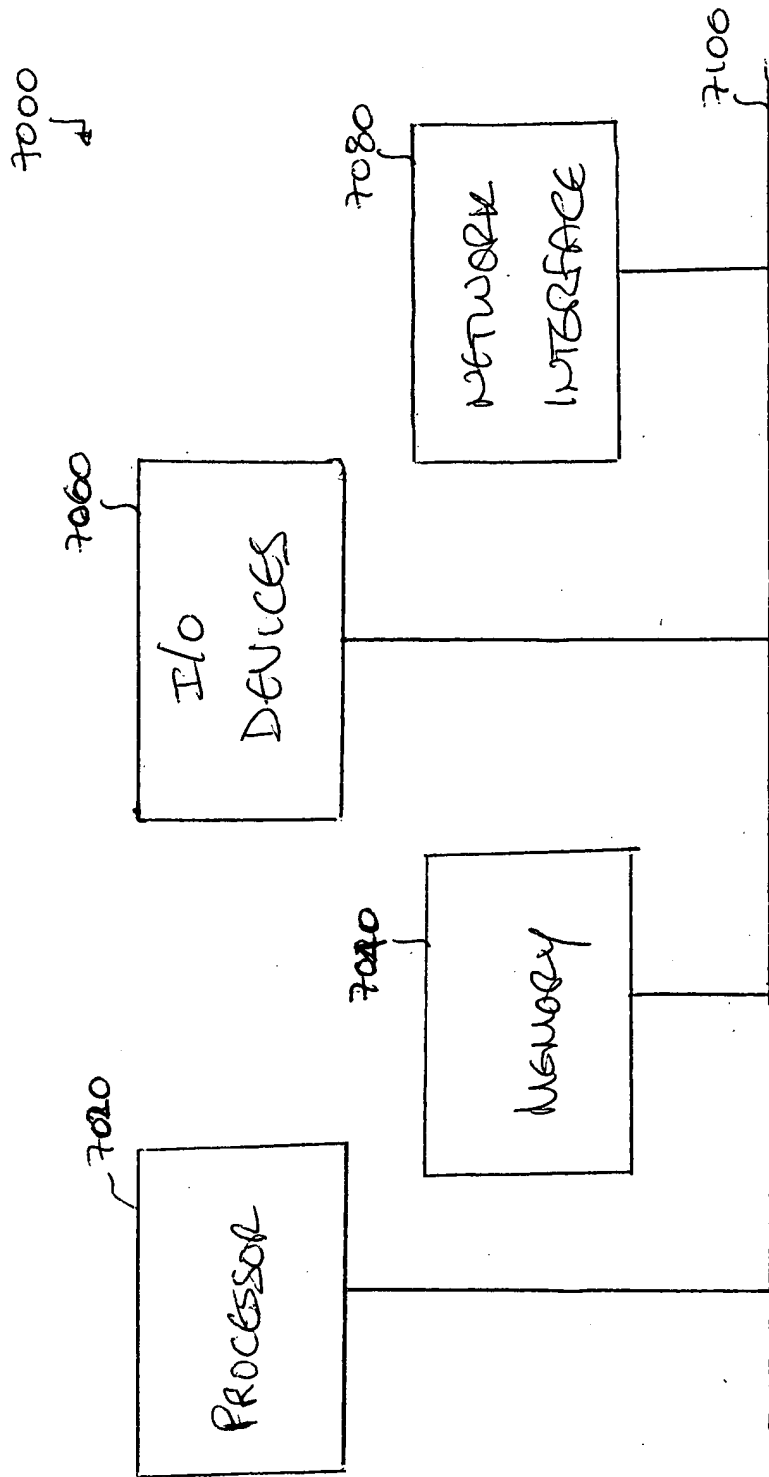 7000
7020
PROCESSOR
7040
MEMORY
7060
I/O
DEVICES
7080
NETWORK
INTERFACE
7100